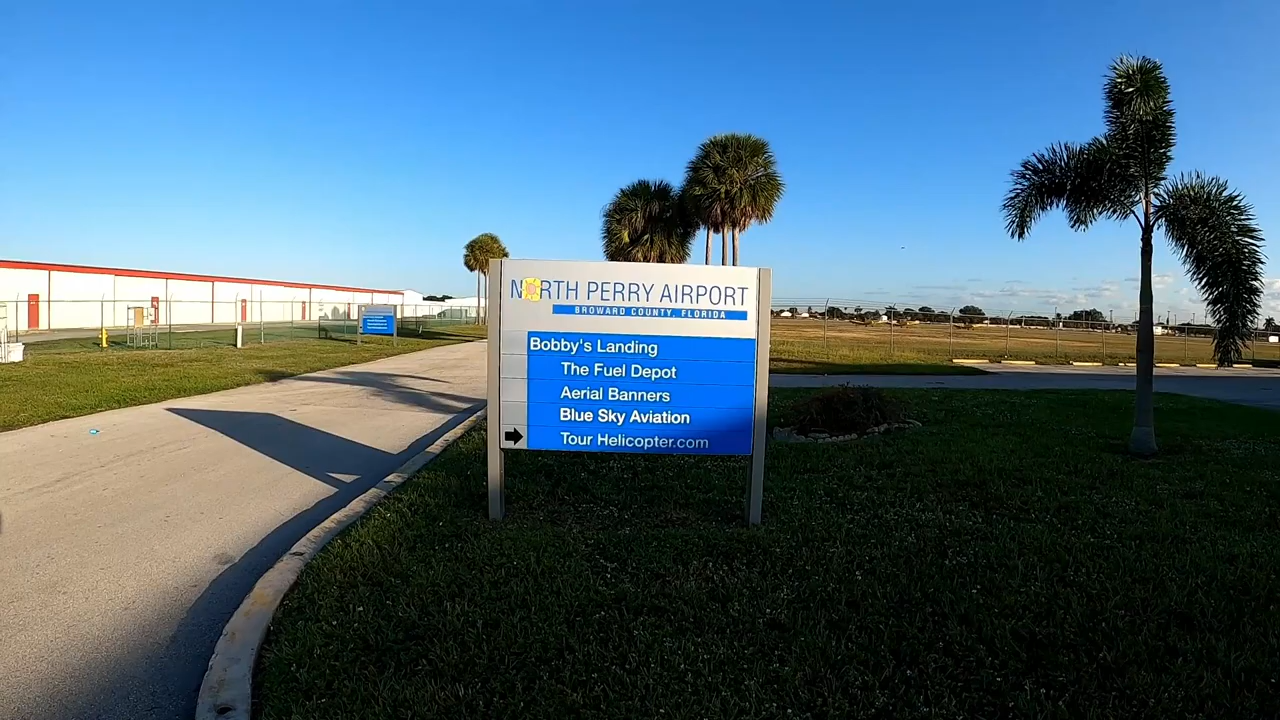 NORTH PERRY AIRPORT
BROWARD COUNTY, FLORIDA
Bobby's Landing
The Fuel Depot
Aerial Banners
Blue Sky Aviation
Tour Helicopter.com